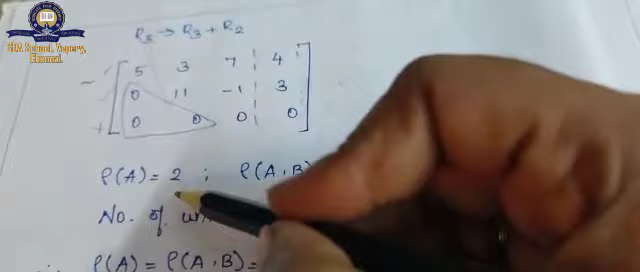 SBA School, Vepery,
Chennai.
R₃ → R₃ + R₂
~ [ 5 3 7 | 4
0 11 -1 | 3
0 0 0 | 0 ]
ρ(A) = 2 ; ρ(A,B)
No. of
ρ(A) = ρ(A,B) =